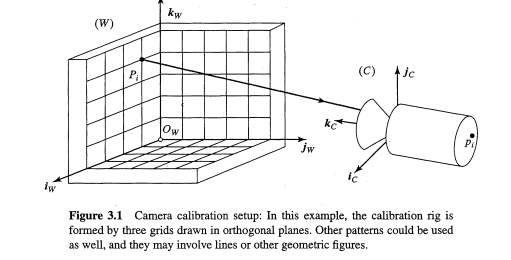 (W)
k_W
P_i
(C)
j_C
k_C
O_W
j_W
p_i
i_W
i_C
Figure 3.1 Camera calibration setup: In this example, the calibration rig is
formed by three grids drawn in orthogonal planes. Other patterns could be used
as well, and they may involve lines or other geometric figures.